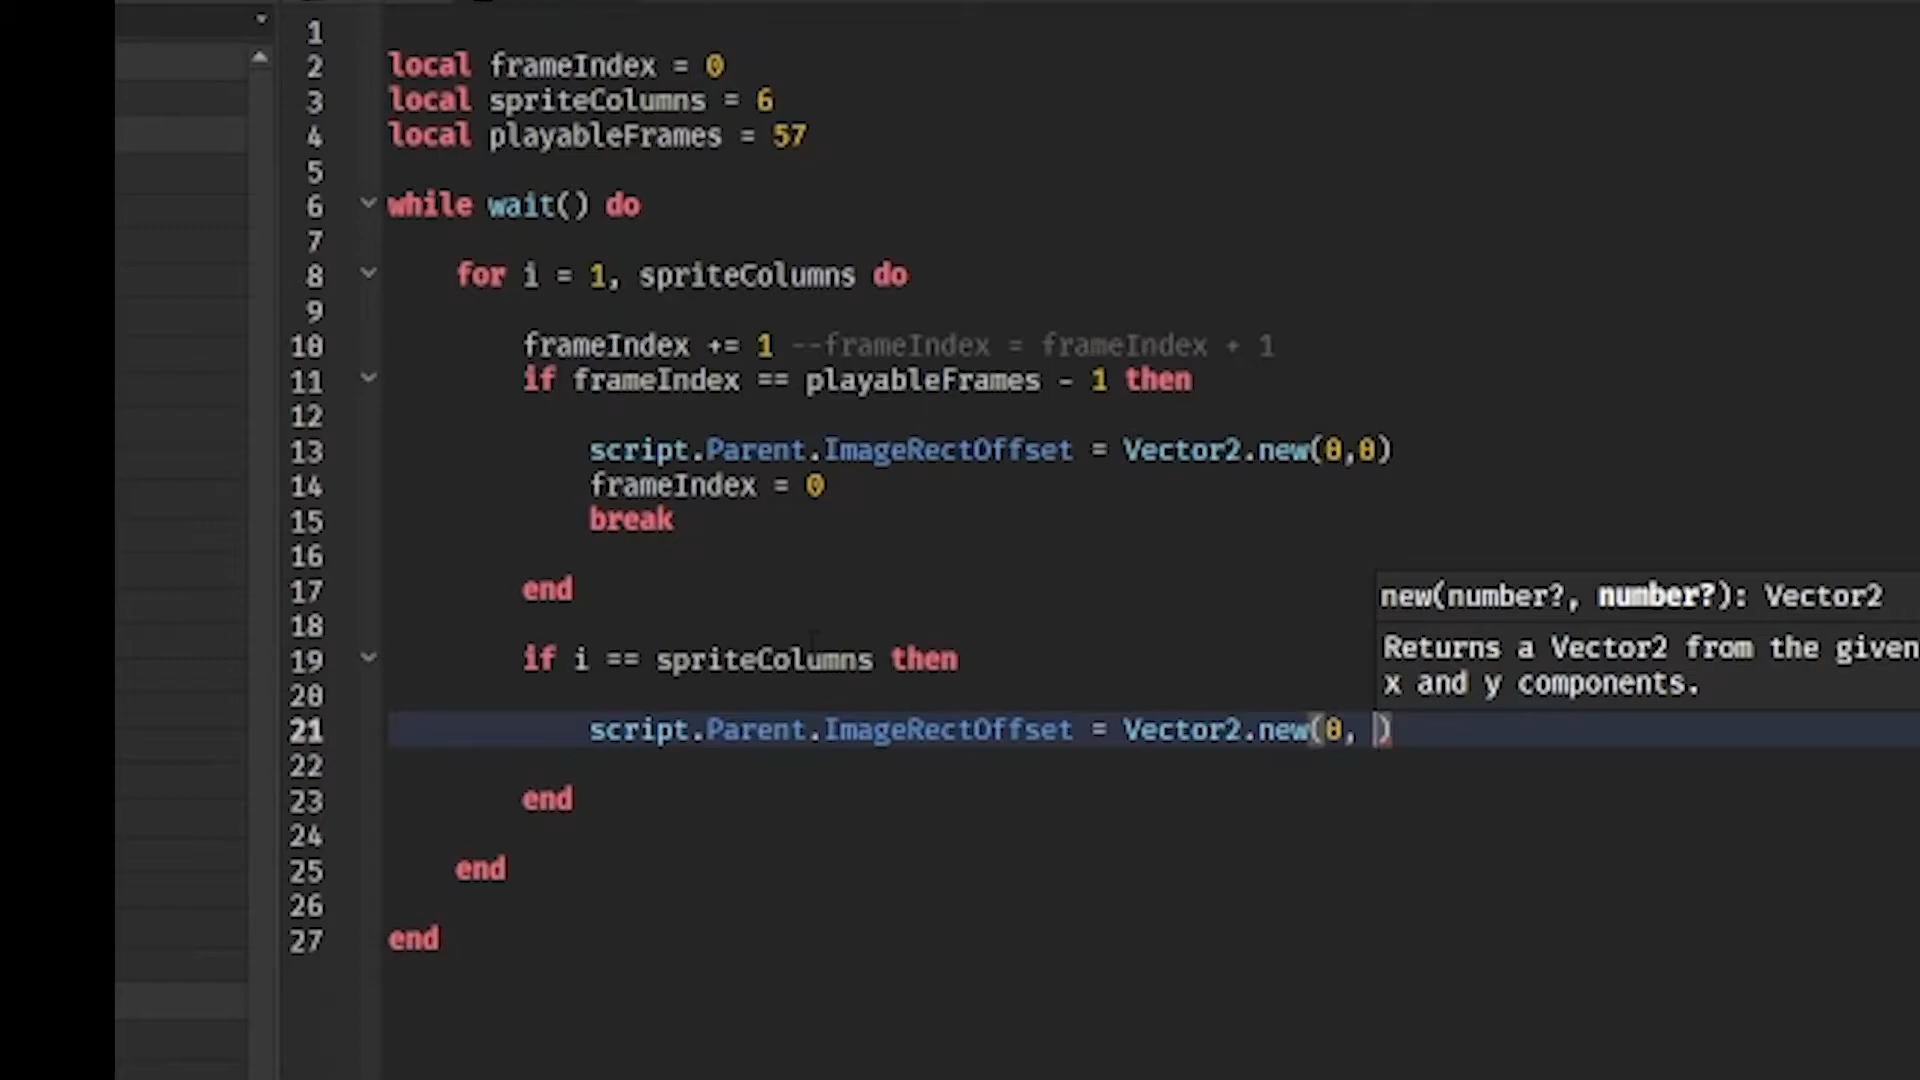 1
2 local frameIndex = 0
3 local spriteColumns = 6
4 local playableFrames = 57
5
6 while wait() do
7
8 for i = 1, spriteColumns do
9
10 frameIndex += 1 --frameIndex = frameIndex + 1
11 if frameIndex == playableFrames - 1 then
12
13 script.Parent.ImageRectOffset = Vector2.new(0,0)
14 frameIndex = 0
15 break
16
17 end
18
19 if i == spriteColumns then
20
21 script.Parent.ImageRectOffset = Vector2.new(0, )
22
23 end
24
25 end
26
27 end
new(number?, number?): Vector2
Returns a Vector2 from the given
x and y components.